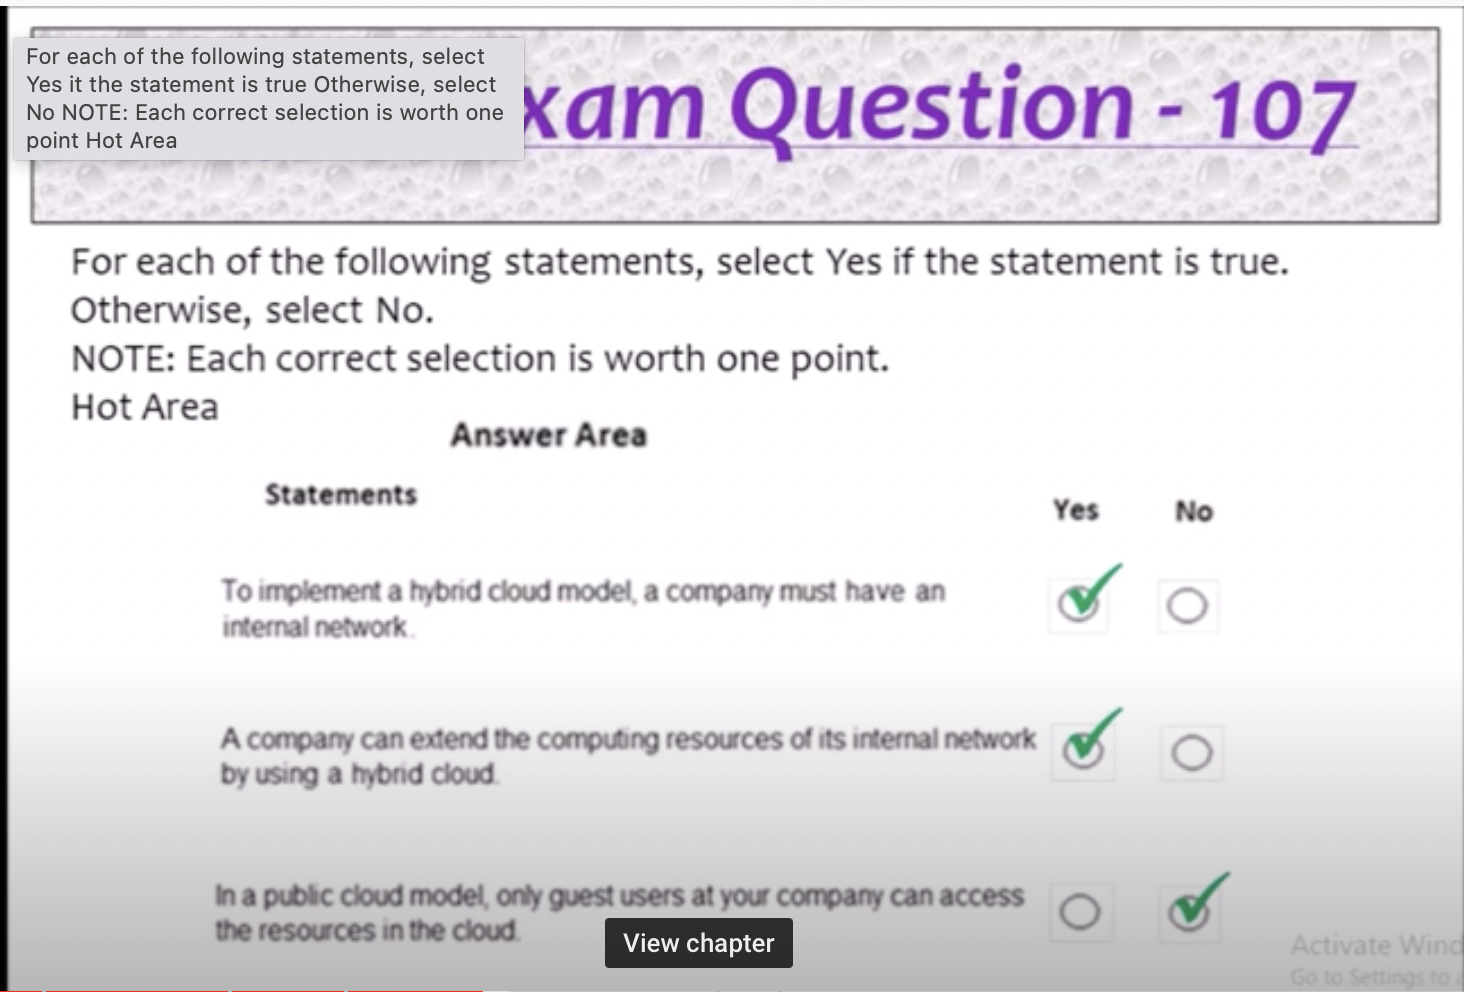 For each of the following statements, select
Yes it the statement is true Otherwise, select
No NOTE: Each correct selection is worth one
point Hot Area
xam Question - 107
For each of the following statements, select Yes if the statement is true.
Otherwise, select No.
NOTE: Each correct selection is worth one point.
Hot Area
Answer Area
Statements
Yes No
To implement a hybrid cloud model, a company must have an
internal network.
A company can extend the computing resources of its internal network
by using a hybrid cloud.
In a public cloud model, only guest users at your company can access
the resources in the cloud.
View chapter
Activate Wind
Go to Settings to